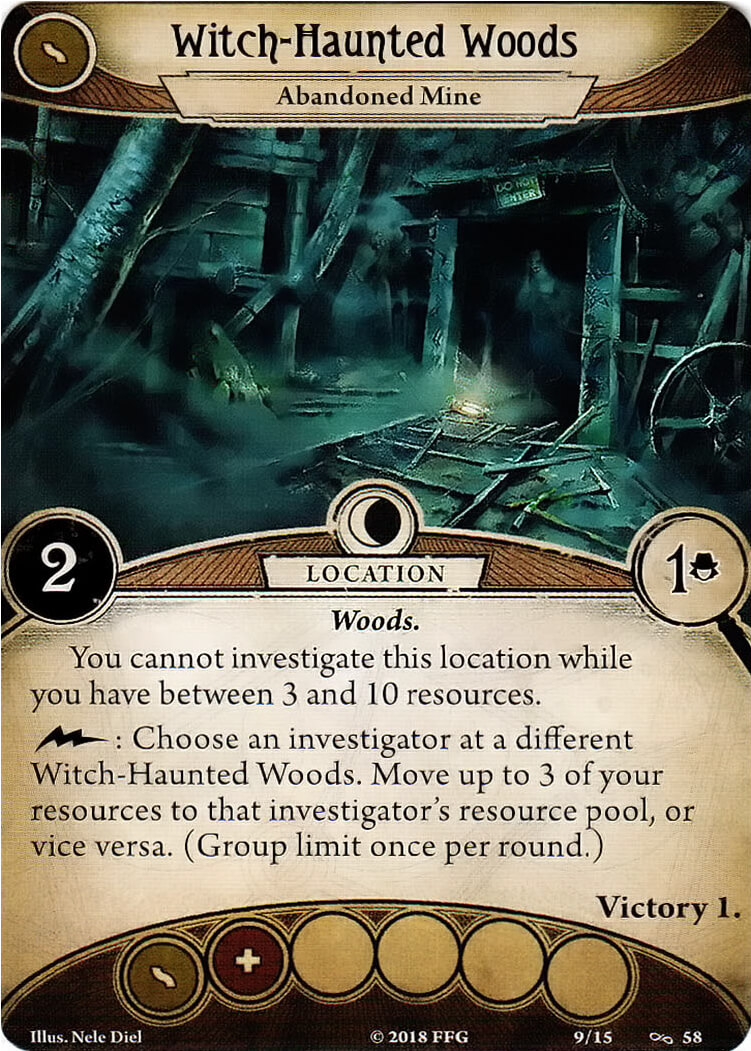 Witch-Haunted Woods
Abandoned Mine
DO NOT
ENTER
2
LOCATION
1
Woods.
You cannot investigate this location while
you have between 3 and 10 resources.
: Choose an investigator at a different
Witch-Haunted Woods. Move up to 3 of your
resources to that investigator's resource pool, or
vice versa. (Group limit once per round.)
Victory 1.
Illus. Nele Diel
© 2018 FFG
9/15
58